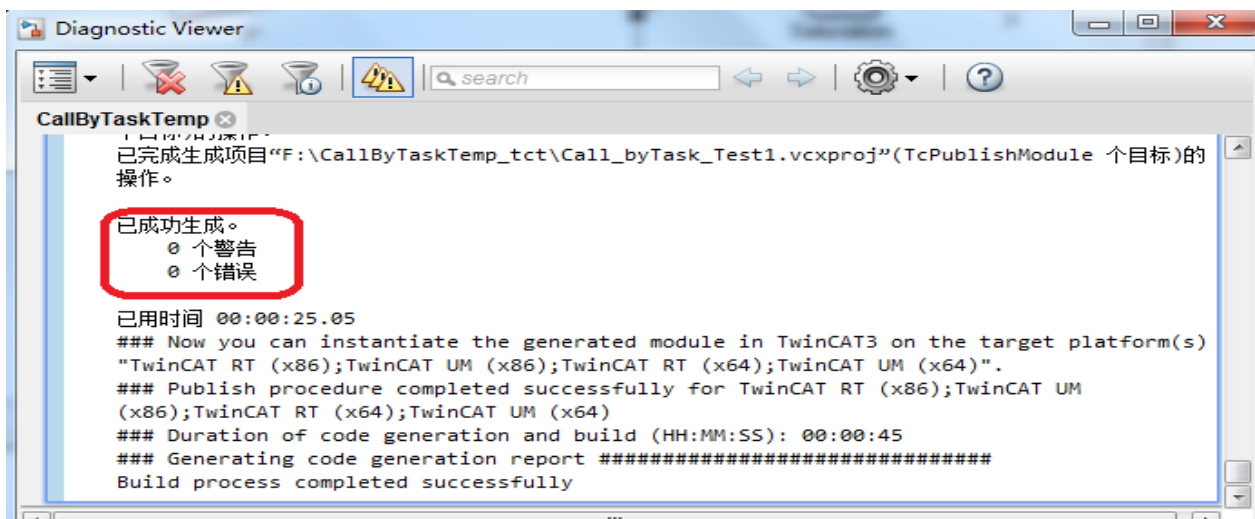 Diagnostic Viewer
search
CallByTaskTemp
已完成生成项目“F:\CallByTaskTemp_tct\Call_byTask_Test1.vcxproj”(TcPublishModule 个目标)的
操作。
已成功生成。
0 个警告
0 个错误
已用时间 00:00:25.05
### Now you can instantiate the generated module in TwinCAT3 on the target platform(s)
"TwinCAT RT (x86);TwinCAT UM (x86);TwinCAT RT (x64);TwinCAT UM (x64)".
### Publish procedure completed successfully for TwinCAT RT (x86);TwinCAT UM
(x86);TwinCAT RT (x64);TwinCAT UM (x64)
### Duration of code generation and build (HH:MM:SS): 00:00:45
### Generating code generation report ###############################
Build process completed successfully